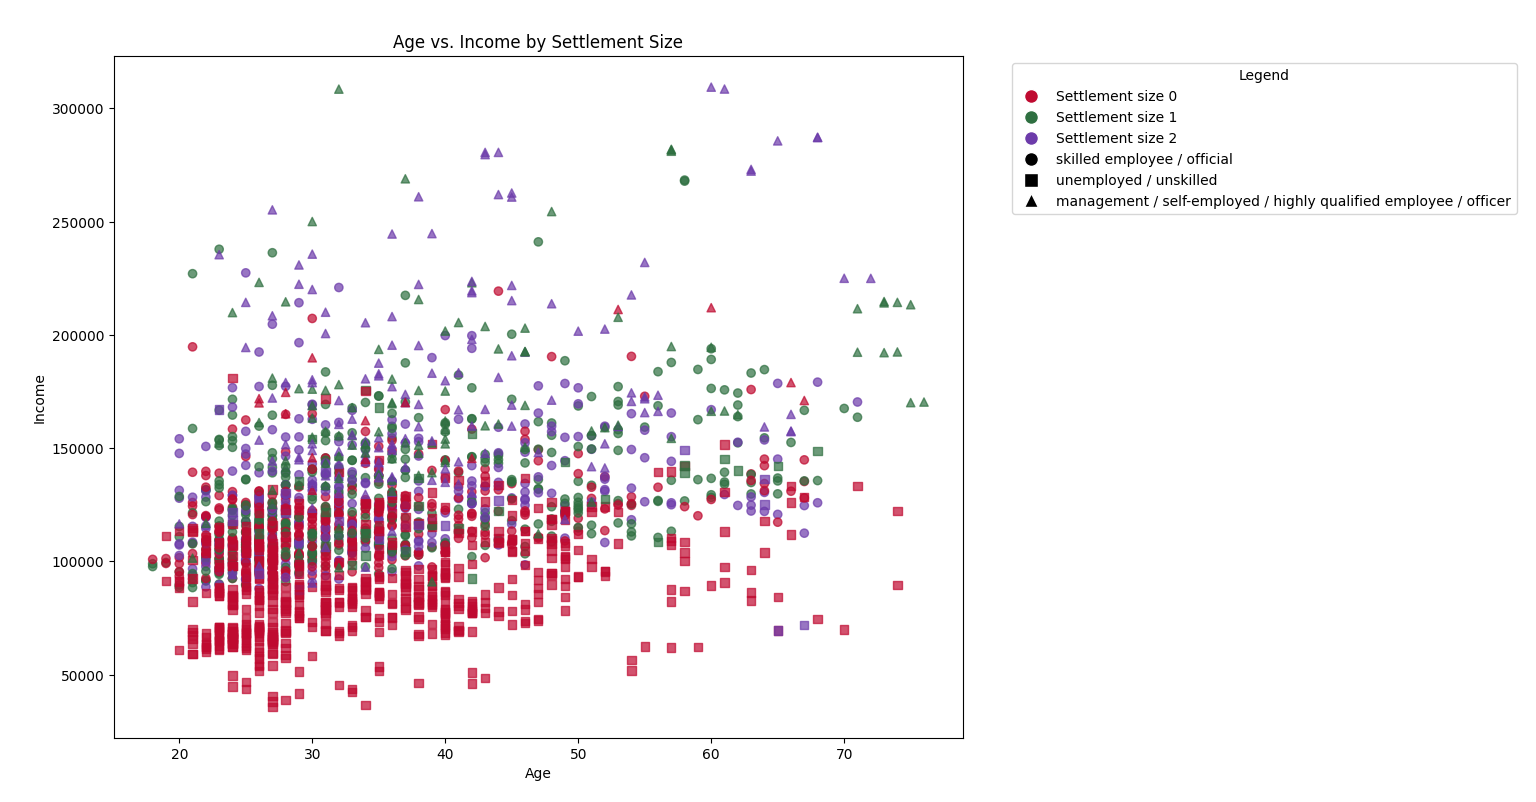 Age vs. Income by Settlement Size
Legend
Settlement size 0
Settlement size 1
Settlement size 2
skilled employee / official
unemployed / unskilled
management / self-employed / highly qualified employee / officer
Income
300000
250000
200000
150000
100000
50000
20 30 40 50 60 70
Age